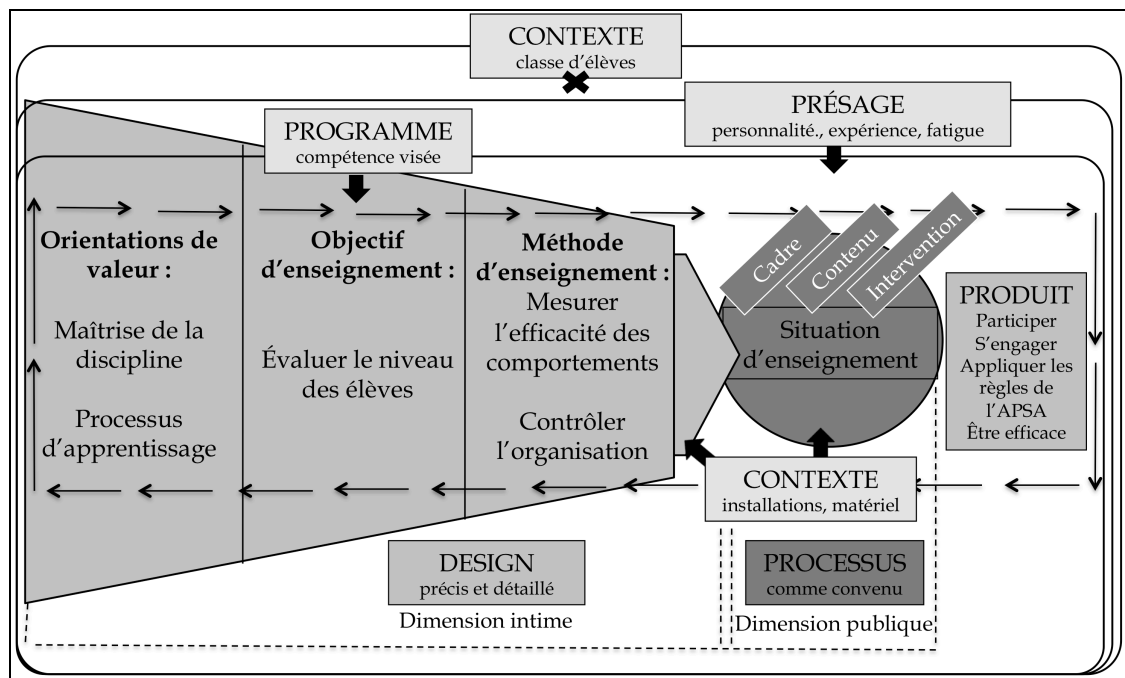 CONTEXTE
classe d'élèves
PROGRAMME
compétence visée
PRÉSAGE
personnalité., expérience, fatigue
Orientations de
valeur :
Maîtrise de la
discipline
Processus
d'apprentissage
Objectif
d'enseignement :
Évaluer le niveau
des élèves
Méthode
d'enseignement :
Mesurer
l'efficacité des
comportements
Contrôler
l'organisation
Cadre
Contenu
Intervention
Situation
d'enseignement
PRODUIT
Participer
S'engager
Appliquer les
règles de
l'APSA
Être efficace
CONTEXTE
installations, matériel
DESIGN
précis et détaillé
Dimension intime
PROCESSUS
comme convenu
Dimension publique